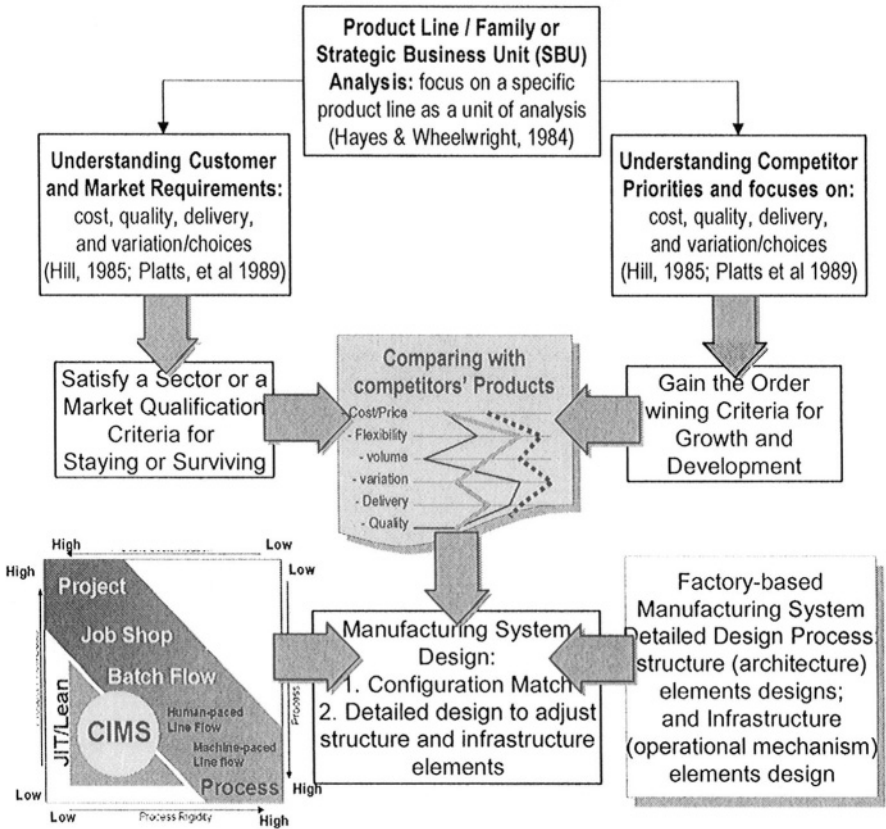 Product Line / Family or
Strategic Business Unit (SBU)
Analysis: focus on a specific
product line as a unit of analysis
(Hayes & Wheelwright, 1984)
Understanding Customer
and Market Requirements:
cost, quality, delivery,
and variation/choices
(Hill, 1985; Platts, et al 1989)
Understanding Competitor
Priorities and focuses on:
cost, quality, delivery,
and variation/choices
(Hill, 1985; Platts et al 1989)
Satisfy a Sector or a
Market Qualification
Criteria for
Staying or Surviving
Comparing with
competitors' Products
- Cost/Price
- Flexibility
- volume
- variation
- Delivery
- Quality
Gain the Order
wining Criteria for
Growth and
Development
High
Low
High
Low
Project
Job Shop
Batch Flow
Human-paced
Line Flow
Machine-paced
Line flow
Process
JIT/Lean
CIMS
Process
Low
High
Low
Process Rigidity
High
Manufacturing System
Design:
1. Configuration Match
2. Detailed design to adjust
structure and infrastructure
elements
Factory-based
Manufacturing System
Detailed Design Process:
structure (architecture)
elements designs;
and Infrastructure
(operational mechanism)
elements design